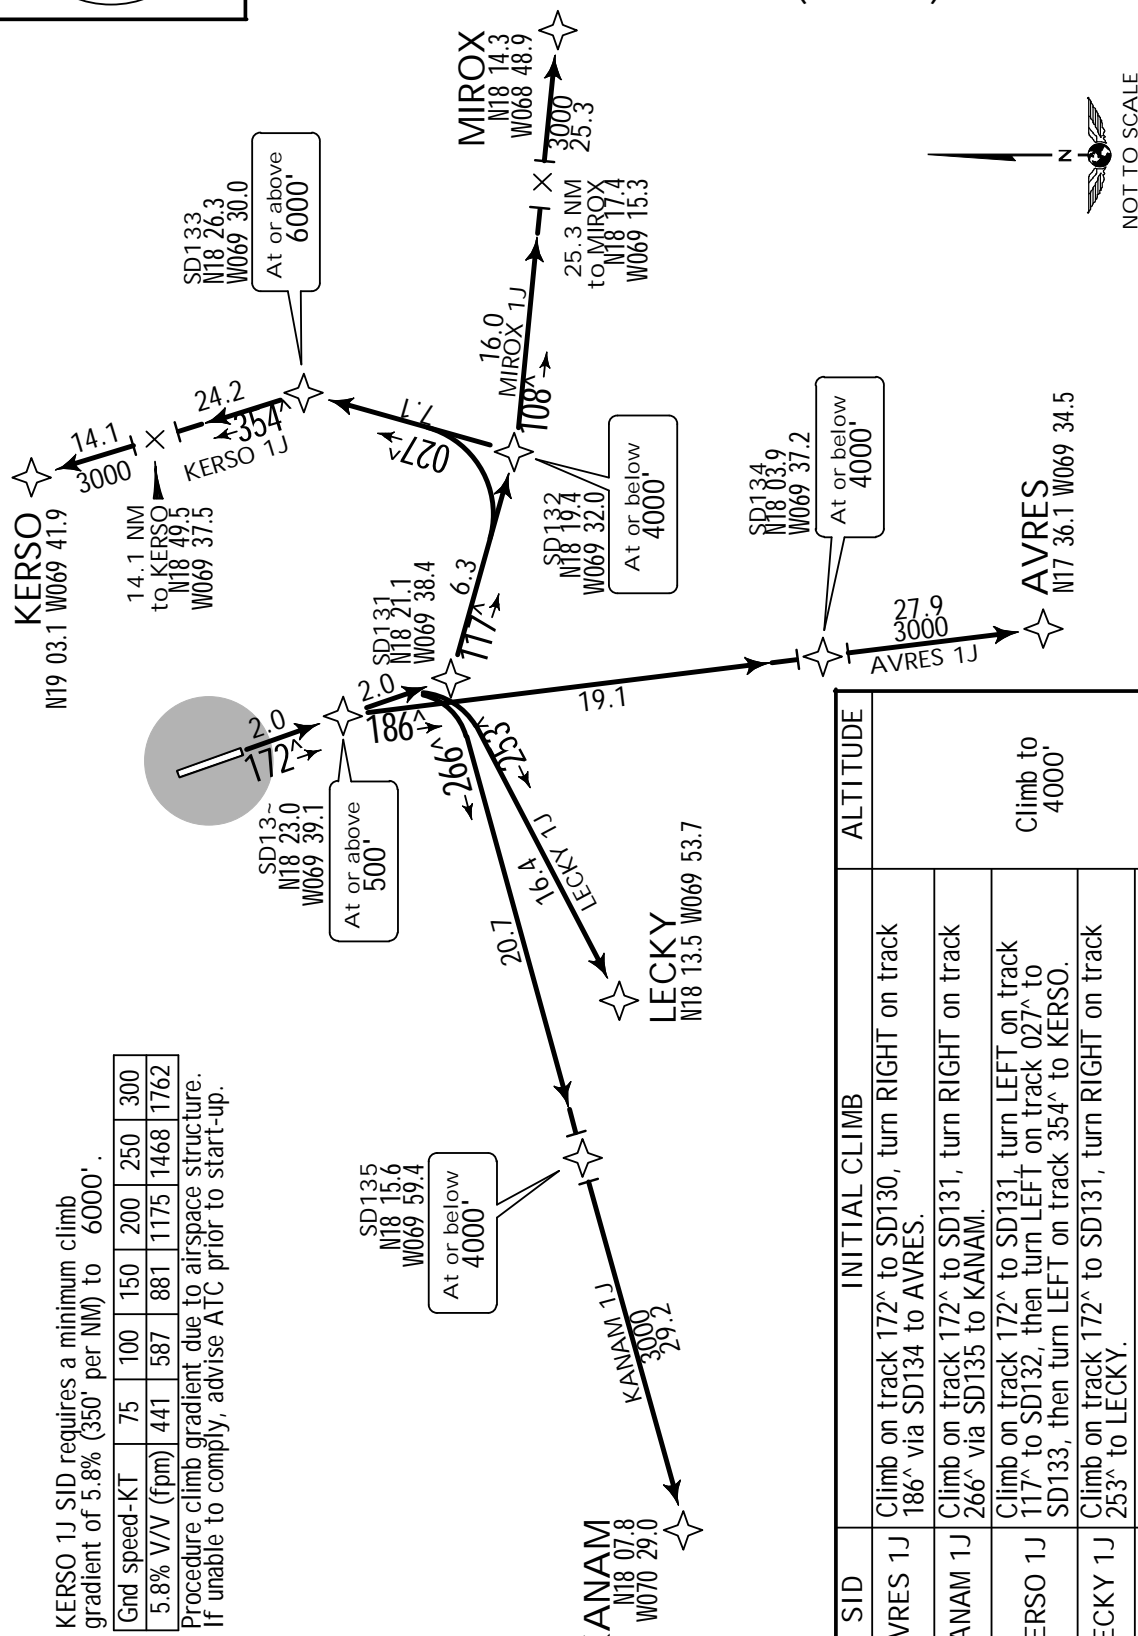 KERSO 1J SID requires a minimum climb
gradient of 5.8% (350' per NM) to 6000'.
Gnd speed-KT 75 100 150 200 250 300
5.8% V/V (fpm) 441 587 881 1175 1468 1762
Procedure climb gradient due to airspace structure.
If unable to comply, advise ATC prior to start-up.
KERSO
N19 03.1 W069 41.9
14.1
3000
14.1 NM
to KERSO
N18 49.5
W069 37.5
24.2
354^
KERSO 1J
SD133
N18 26.3
W069 30.0
At or above
6000'
7.1
027^
MIROX
N18 14.3
W068 48.9
3000
25.3
25.3 NM
to MIROX
N18 17.4
W069 15.3
16.0
MIROX 1J
108^
SD132
N18 19.4
W069 32.0
At or below
4000'
6.3
117^
SD131
N18 21.1
W069 38.4
2.0
172^
2.0
186^
SD13~
N18 23.0
W069 39.1
At or above
500'
266^
253^
19.1
SD134
N18 03.9
W069 37.2
At or below
4000'
27.9
3000
AVRES 1J
AVRES
N17 36.1 W069 34.5
16.4
LECKY 1J
LECKY
N18 13.5 W069 53.7
20.7
SD135
N18 15.6
W069 59.4
At or below
4000'
KANAM 1J
3000
29.2
ANAM
N18 07.8
W070 29.0
N
NOT TO SCALE
SID INITIAL CLIMB ALTITUDE
VRES 1J Climb on track 172^ to SD130, turn RIGHT on track
186^ via SD134 to AVRES.
ANAM 1J Climb on track 172^ to SD131, turn RIGHT on track
266^ via SD135 to KANAM.
ERSO 1J Climb on track 172^ to SD131, turn LEFT on track
117^ to SD132, then turn LEFT on track 027^ to
SD133, then turn LEFT on track 354^ to KERSO.
ECKY 1J Climb on track 172^ to SD131, turn RIGHT on track
253^ to LECKY.
Climb to
4000'